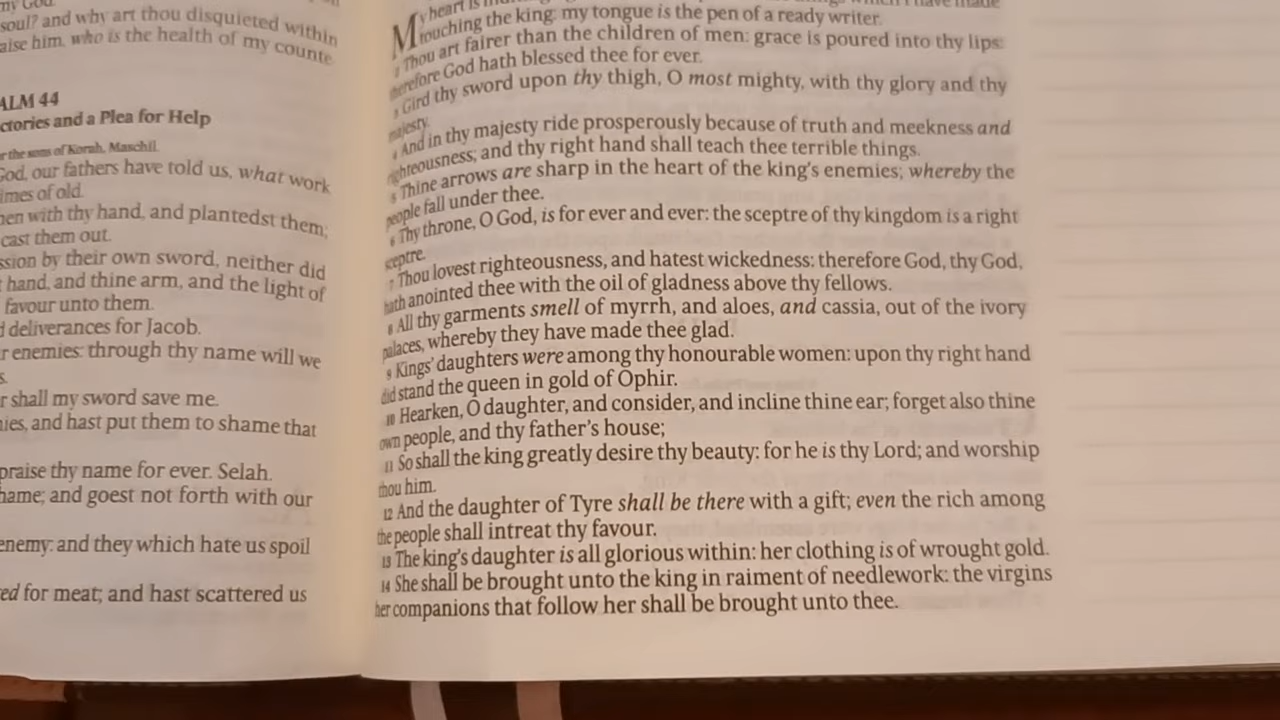 my God.
soul? and why art thou disquieted within
aise him, who is the health of my counte
ALM 44
ctories and a Plea for Help
r the sons of Korah, Maschil.
God, our fathers have told us, what work
imes of old.
hen with thy hand, and plantedst them;
cast them out.
ssion by their own sword, neither did
t hand, and thine arm, and the light of
favour unto them.
d deliverances for Jacob.
r enemies: through thy name will we
s.
r shall my sword save me.
nies, and hast put them to shame that
praise thy name for ever. Selah.
hame; and goest not forth with our
enemy: and they which hate us spoil
ed for meat; and hast scattered us
My heart is
touching the king: my tongue is the pen of a ready writer.
2 Thou art fairer than the children of men: grace is poured into thy lips:
therefore God hath blessed thee for ever.
3 Gird thy sword upon thy thigh, O most mighty, with thy glory and thy
majesty.
4 And in thy majesty ride prosperously because of truth and meekness and
righteousness; and thy right hand shall teach thee terrible things.
5 Thine arrows are sharp in the heart of the king's enemies; whereby the
people fall under thee.
6 Thy throne, O God, is for ever and ever: the sceptre of thy kingdom is a right
sceptre.
7 Thou lovest righteousness, and hatest wickedness: therefore God, thy God,
hath anointed thee with the oil of gladness above thy fellows.
8 All thy garments smell of myrrh, and aloes, and cassia, out of the ivory
palaces, whereby they have made thee glad.
9 Kings' daughters were among thy honourable women: upon thy right hand
did stand the queen in gold of Ophir.
10 Hearken, O daughter, and consider, and incline thine ear; forget also thine
own people, and thy father's house;
11 So shall the king greatly desire thy beauty: for he is thy Lord; and worship
thou him.
12 And the daughter of Tyre shall be there with a gift; even the rich among
the people shall intreat thy favour.
13 The king's daughter is all glorious within: her clothing is of wrought gold.
14 She shall be brought unto the king in raiment of needlework: the virgins
her companions that follow her shall be brought unto thee.